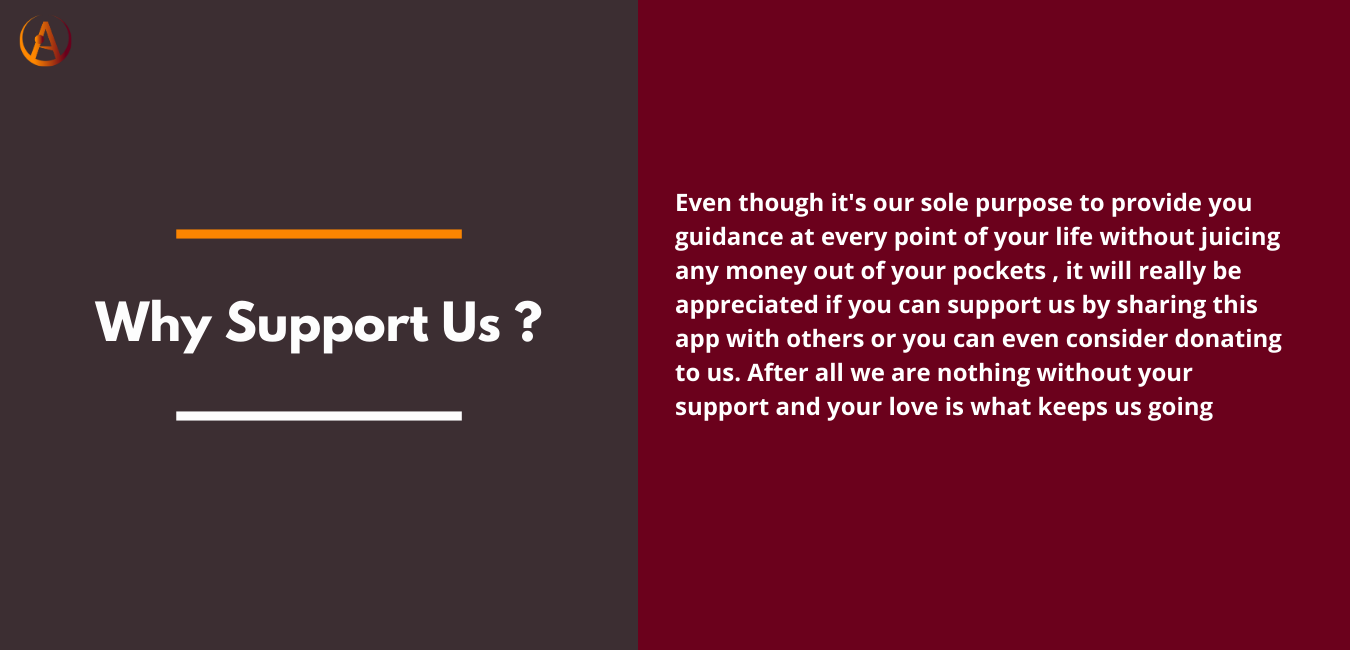 Why Support Us ?
Even though it's our sole purpose to provide you
guidance at every point of your life without juicing
any money out of your pockets , it will really be
appreciated if you can support us by sharing this
app with others or you can even consider donating
to us. After all we are nothing without your
support and your love is what keeps us going